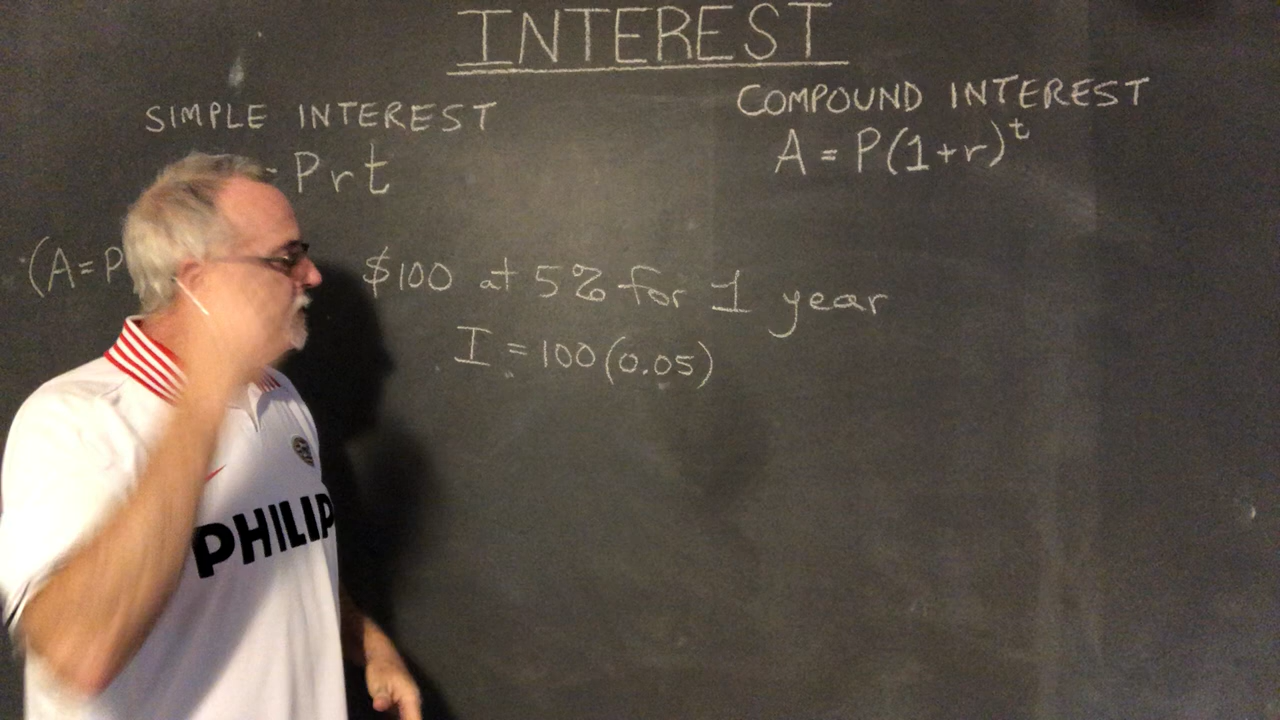 INTEREST
SIMPLE INTEREST
= Prt
COMPOUND INTEREST
A = P(1+r)^t
(A=P
$100 at 5% for 1 year
I = 100(0.05)
PHILIP